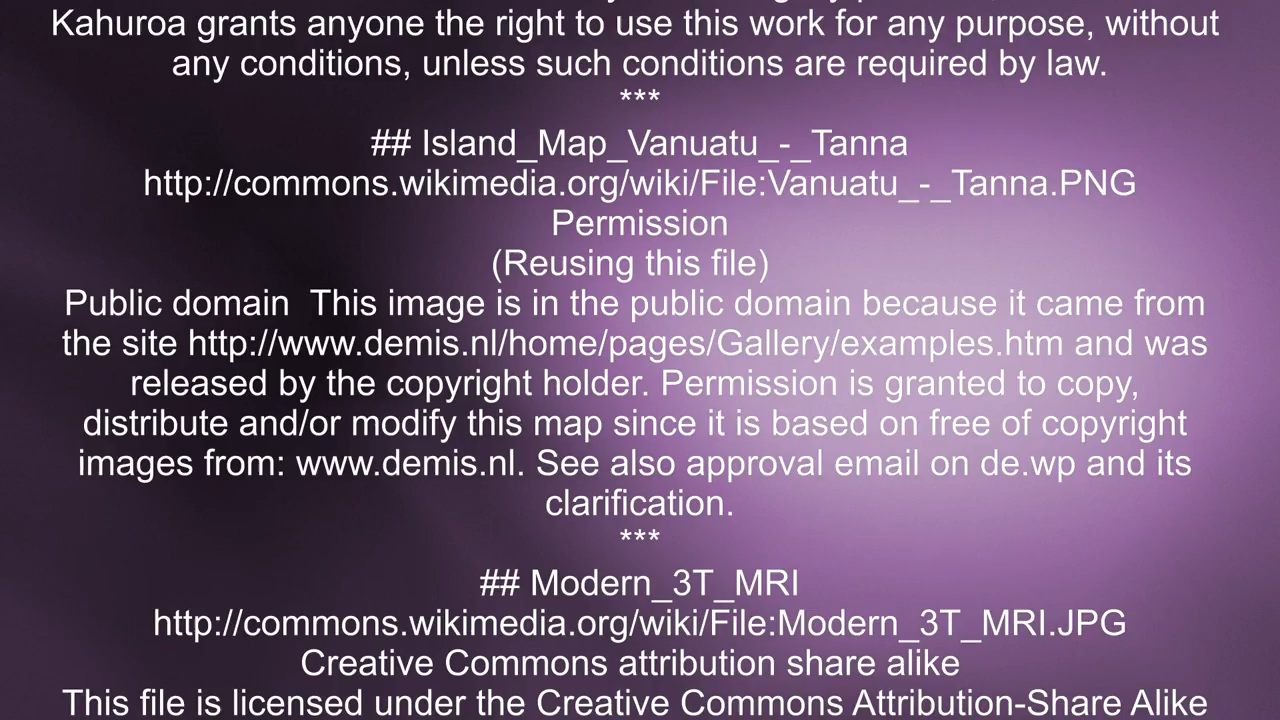 Kahuroa grants anyone the right to use this work for any purpose, without
any conditions, unless such conditions are required by law.
***
## Island_Map_Vanuatu_-_Tanna
http://commons.wikimedia.org/wiki/File:Vanuatu_-_Tanna.PNG
Permission
(Reusing this file)
Public domain  This image is in the public domain because it came from
the site http://www.demis.nl/home/pages/Gallery/examples.htm and was
released by the copyright holder. Permission is granted to copy,
distribute and/or modify this map since it is based on free of copyright
images from: www.demis.nl. See also approval email on de.wp and its
clarification.
***
## Modern_3T_MRI
http://commons.wikimedia.org/wiki/File:Modern_3T_MRI.JPG
Creative Commons attribution share alike
This file is licensed under the Creative Commons Attribution-Share Alike